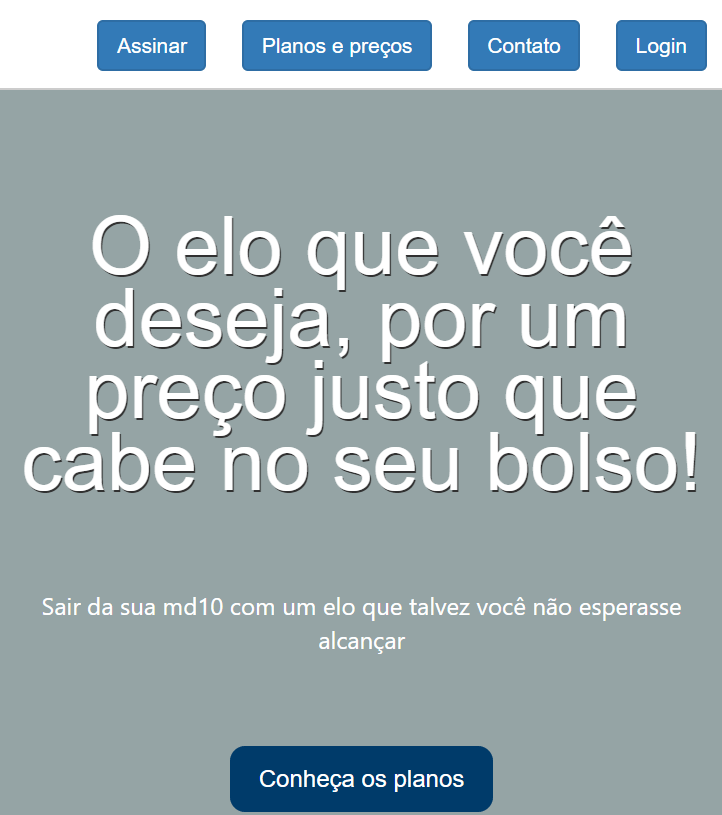 Assinar Planos e preços Contato Login
O elo que você
deseja, por um
preço justo que
cabe no seu bolso!
Sair da sua md10 com um elo que talvez você não esperasse
alcançar
Conheça os planos